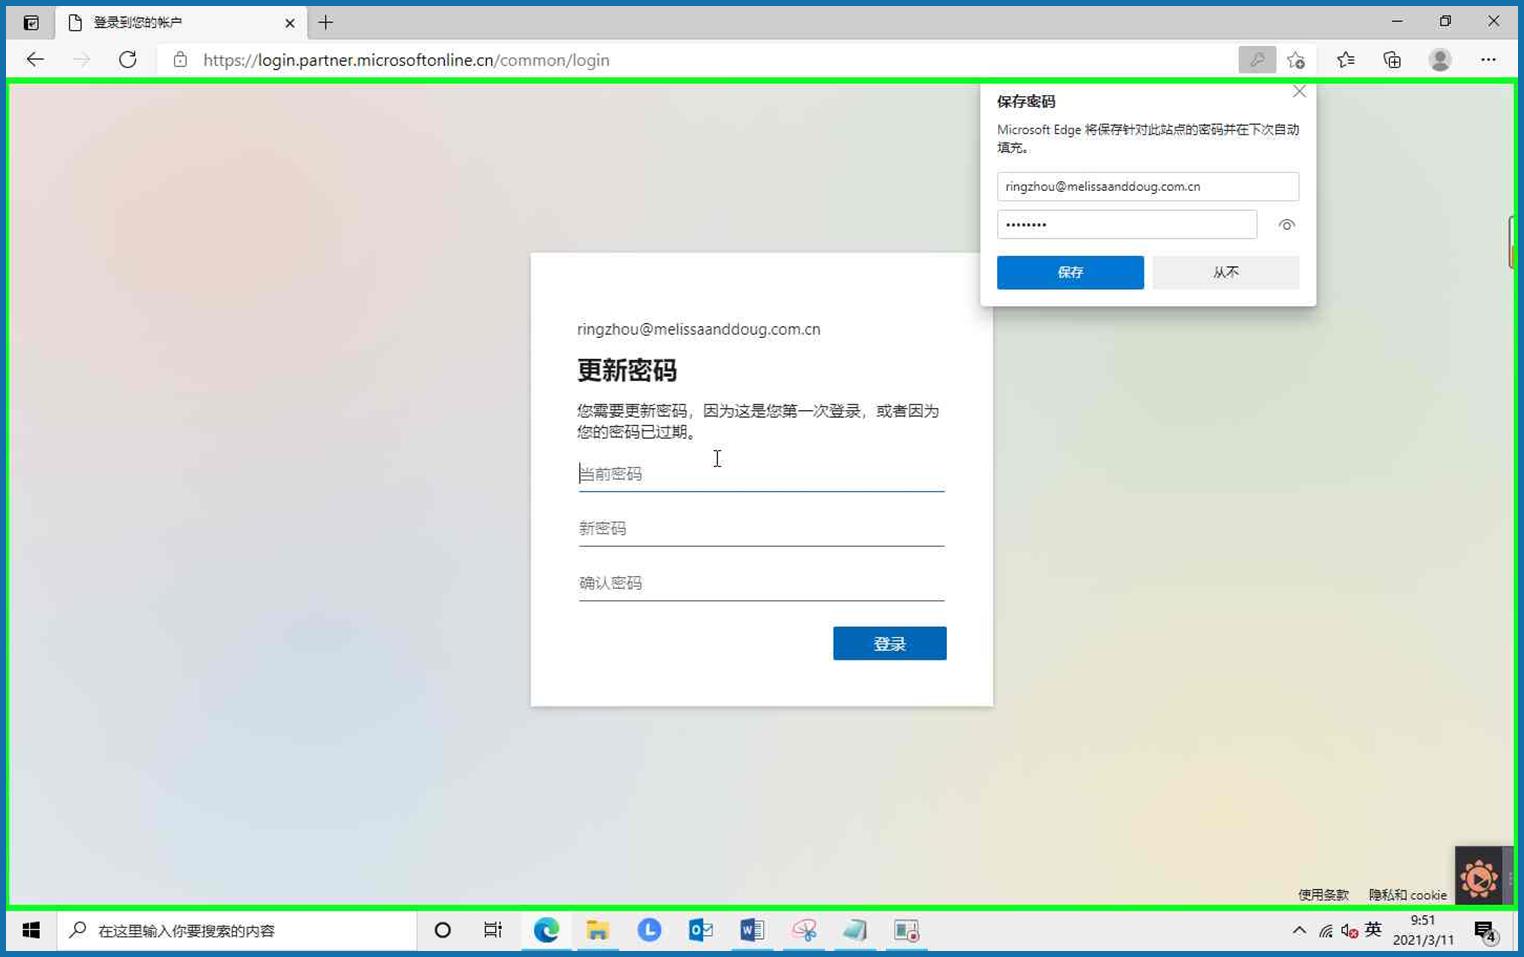 登录到您的帐户
https://login.partner.microsoftonline.cn/common/login
保存密码
Microsoft Edge 将保存针对此站点的密码并在下次自动
填充。
ringzhou@melissaanddoug.com.cn
••••••••
保存
从不
ringzhou@melissaanddoug.com.cn
更新密码
您需要更新密码，因为这是您第一次登录，或者因为
您的密码已过期。
当前密码
新密码
确认密码
登录
使用条款
隐私和 cookie
在这里输入你要搜索的内容
英
9:51
2021/3/11
4